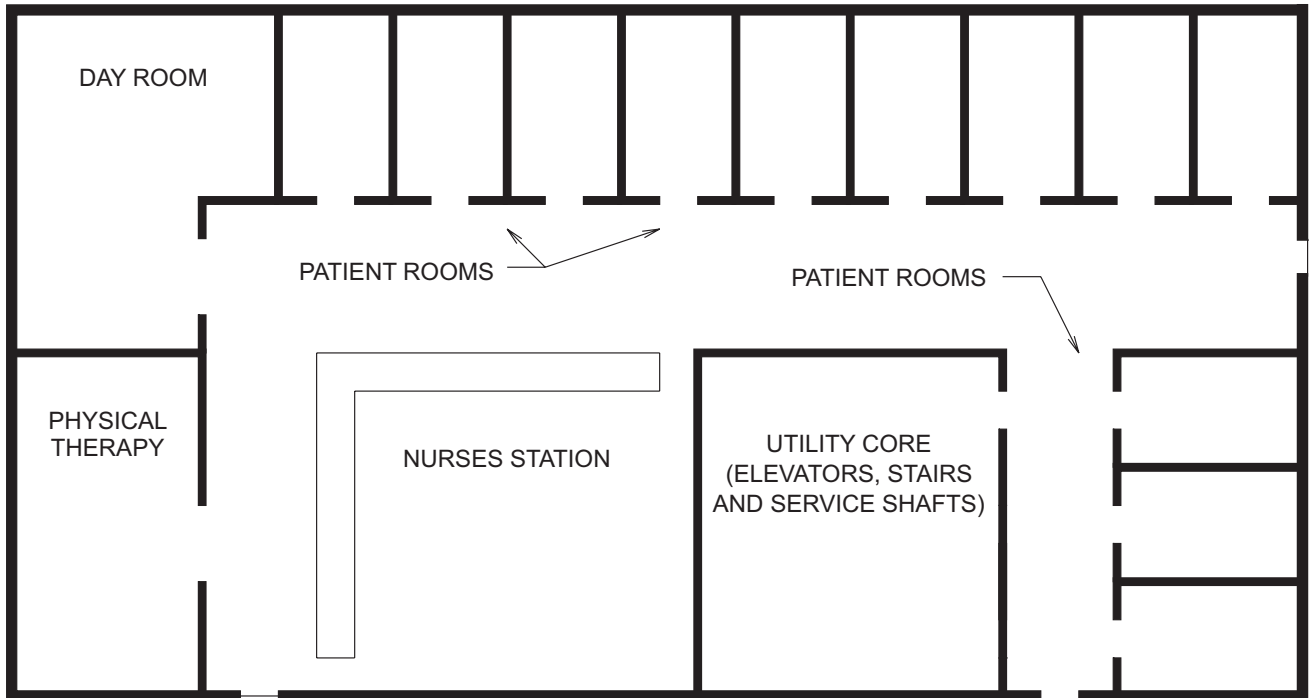 DAY ROOM
PATIENT ROOMS
PATIENT ROOMS
PHYSICAL
THERAPY
NURSES STATION
UTILITY CORE
(ELEVATORS, STAIRS
AND SERVICE SHAFTS)